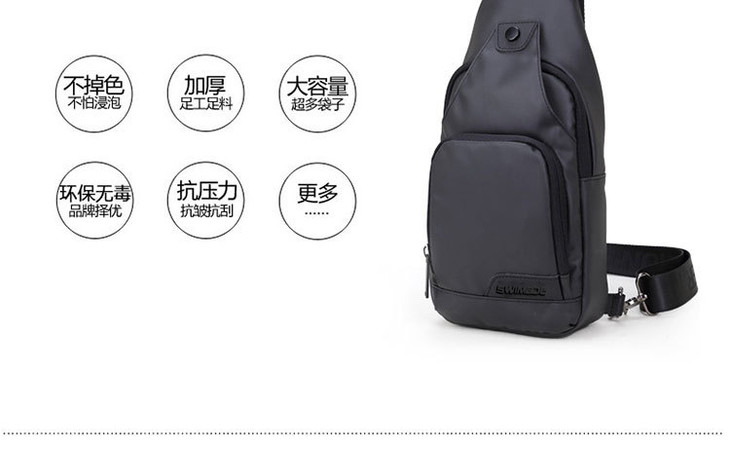 不掉色
不怕浸泡
加厚
足工足料
大容量
超多袋子
环保无毒
品牌择优
抗压力
抗皱抗刮
更多
......